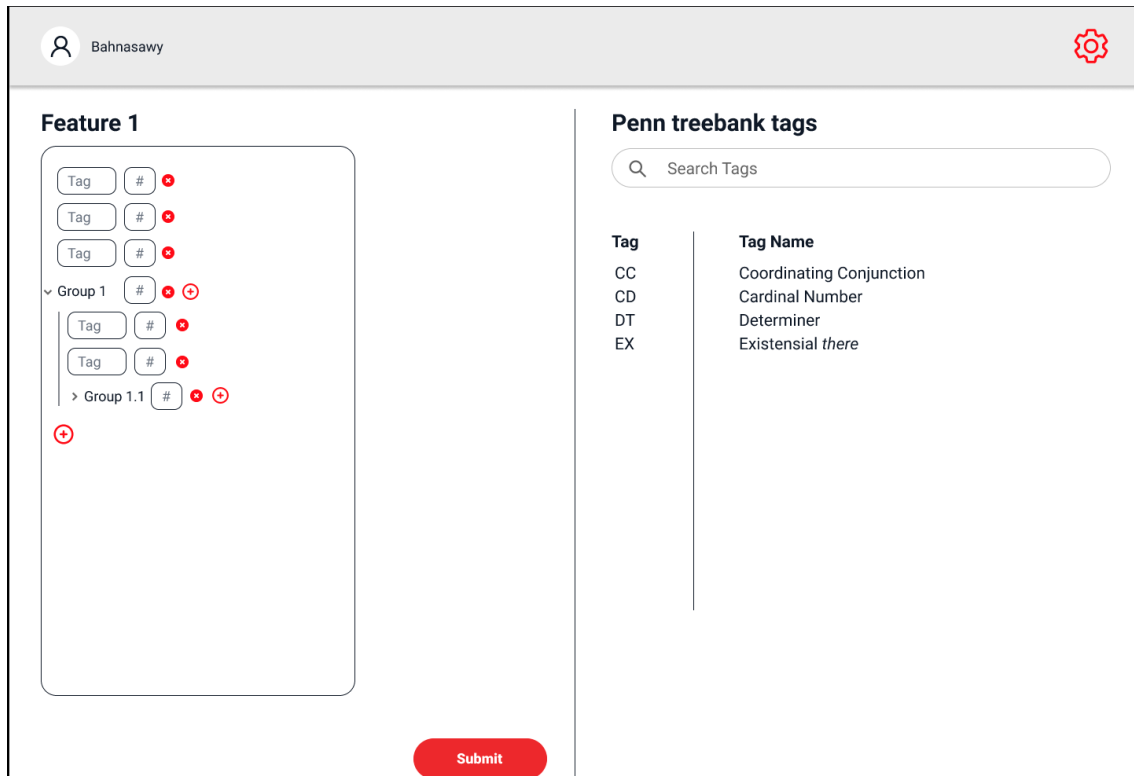 Bahnasawy
Feature 1
Tag #
Tag #
Tag #
Group 1 #
Tag #
Tag #
Group 1.1 #
Submit
Penn treebank tags
Search Tags
Tag Tag Name
CC Coordinating Conjunction
CD Cardinal Number
DT Determiner
EX Existensial there